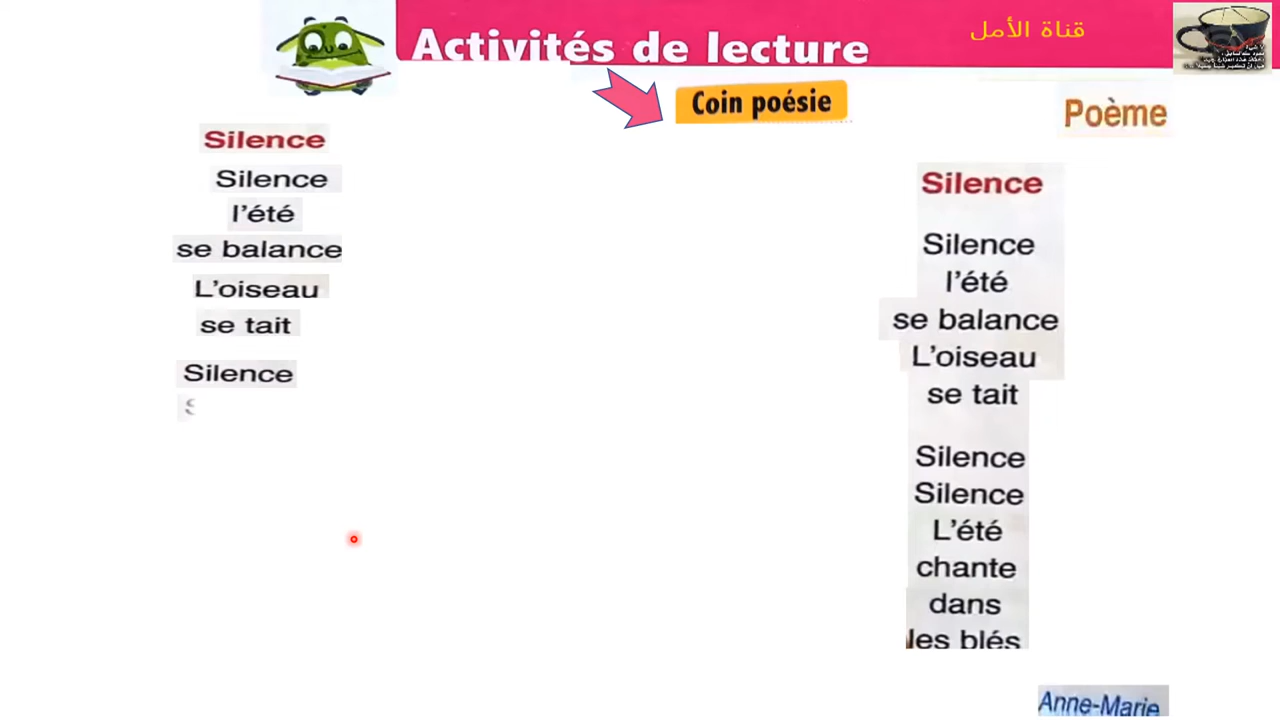 Activités de lecture
قناة الأمل
Coin poésie
Poème
Silence
Silence
l'été
se balance
L'oiseau
se tait
Silence
S
Silence
Silence
l'été
se balance
L'oiseau
se tait
Silence
Silence
L'été
chante
dans
les blés
Anne-Marie